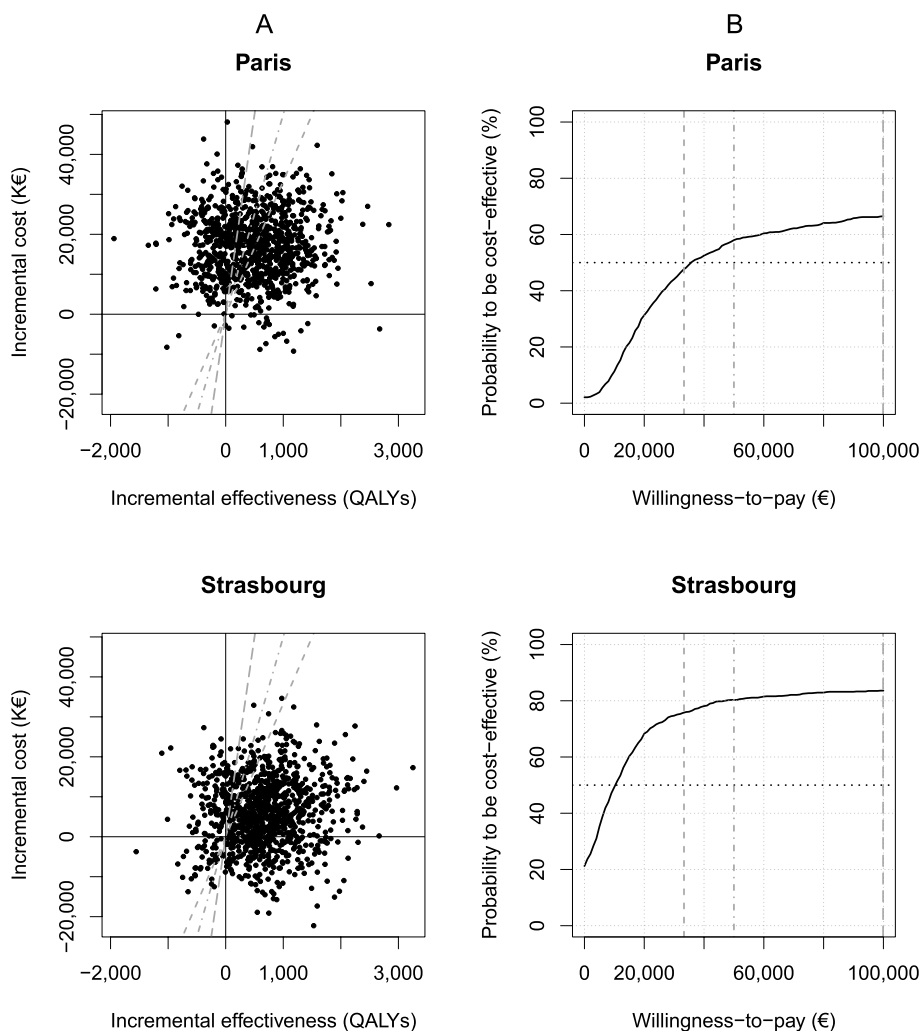 A
Paris
Incremental cost (K€)
40,000
20,000
0
−20,000
−2,000 0 1,000 3,000
Incremental effectiveness (QALYs)
B
Paris
Probability to be cost−effective (%)
100
80
60
40
20
0
0 20,000 60,000 100,000
Willingness−to−pay (€)
Strasbourg
Incremental cost (K€)
40,000
20,000
0
−20,000
−2,000 0 1,000 3,000
Incremental effectiveness (QALYs)
Strasbourg
Probability to be cost−effective (%)
100
80
60
40
20
0
0 20,000 60,000 100,000
Willingness−to−pay (€)